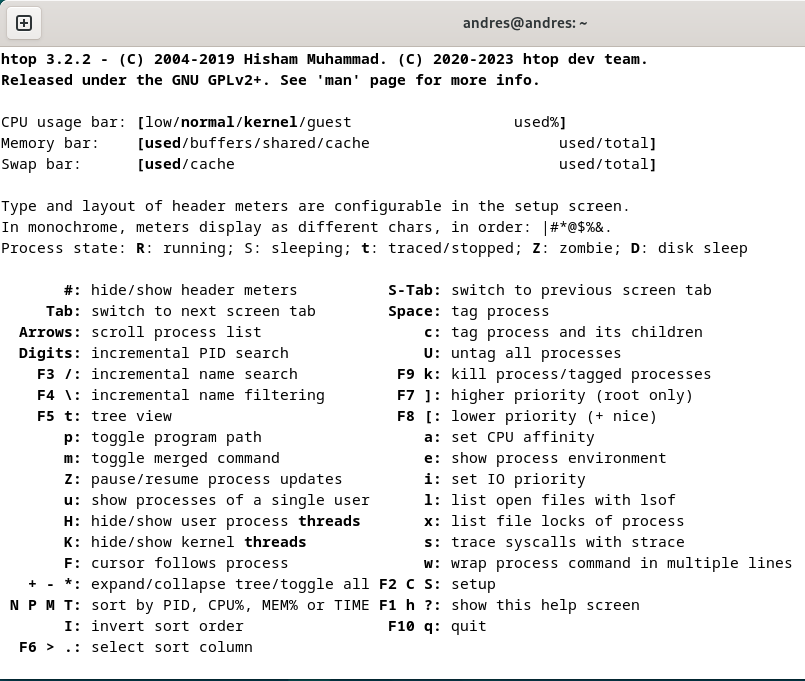 andres@andres: ~
htop 3.2.2 - (C) 2004-2019 Hisham Muhammad. (C) 2020-2023 htop dev team.
Released under the GNU GPLv2+. See 'man' page for more info.
CPU usage bar: [low/normal/kernel/guest                  used%]
Memory bar:    [used/buffers/shared/cache                     used/total]
Swap bar:      [used/cache                                    used/total]
Type and layout of header meters are configurable in the setup screen.
In monochrome, meters display as different chars, in order: |#*@$%&.
Process state: R: running; S: sleeping; t: traced/stopped; Z: zombie; D: disk sleep
       #: hide/show header meters          S-Tab: switch to previous screen tab
     Tab: switch to next screen tab        Space: tag process
  Arrows: scroll process list                  c: tag process and its children
  Digits: incremental PID search               U: untag all processes
    F3 /: incremental name search           F9 k: kill process/tagged processes
    F4 \: incremental name filtering        F7 ]: higher priority (root only)
    F5 t: tree view                         F8 [: lower priority (+ nice)
       p: toggle program path                  a: set CPU affinity
       m: toggle merged command                e: show process environment
       Z: pause/resume process updates         i: set IO priority
       u: show processes of a single user      l: list open files with lsof
       H: hide/show user process threads       x: list file locks of process
       K: hide/show kernel threads             s: trace syscalls with strace
       F: cursor follows process               w: wrap process command in multiple lines
   + - *: expand/collapse tree/toggle all F2 C S: setup
 N P M T: sort by PID, CPU%, MEM% or TIME F1 h ?: show this help screen
       I: invert sort order                F10 q: quit
  F6 > .: select sort column